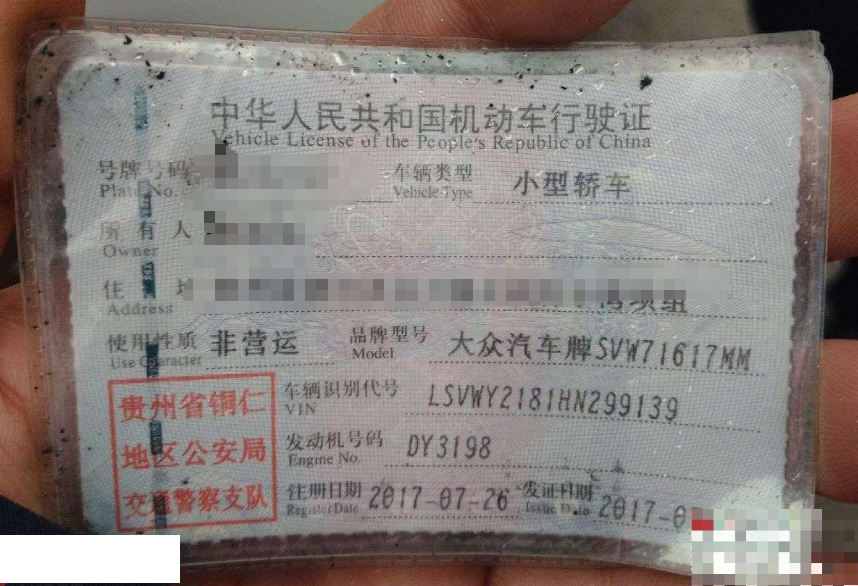 中华人民共和国机动车行驶证
Vehicle License of the People's Republic of China
号牌号码
Plate No.
车辆类型 小型轿车
Vehicle Type
所有人
Owner
住
Address
使用性质 非营运
Use Character
品牌型号 大众汽车牌SVW71617MM
Model
贵州省铜仁
地区公安局
交通警察支队
车辆识别代号 LSVWY2181HN299139
VIN
发动机号码 DY3198
Engine No.
注册日期 2017-07-26
Register Date
发证日期 2017-0
Issue Date